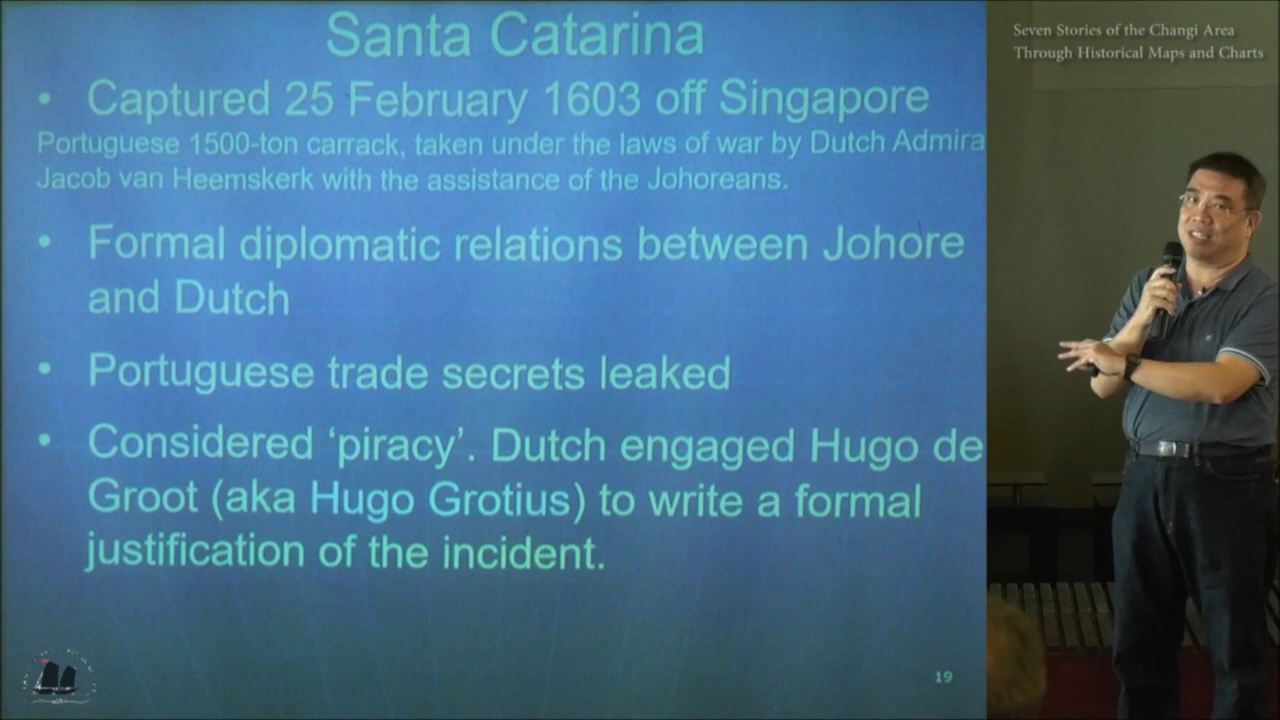 Santa Catarina
• Captured 25 February 1603 off Singapore
Portuguese 1500-ton carrack, taken under the laws of war by Dutch Admira
Jacob van Heemskerk with the assistance of the Johoreans.
• Formal diplomatic relations between Johore
and Dutch
• Portuguese trade secrets leaked
• Considered ‘piracy’. Dutch engaged Hugo de
Groot (aka Hugo Grotius) to write a formal
justification of the incident.
19
Seven Stories of the Changi Area
Through Historical Maps and Charts